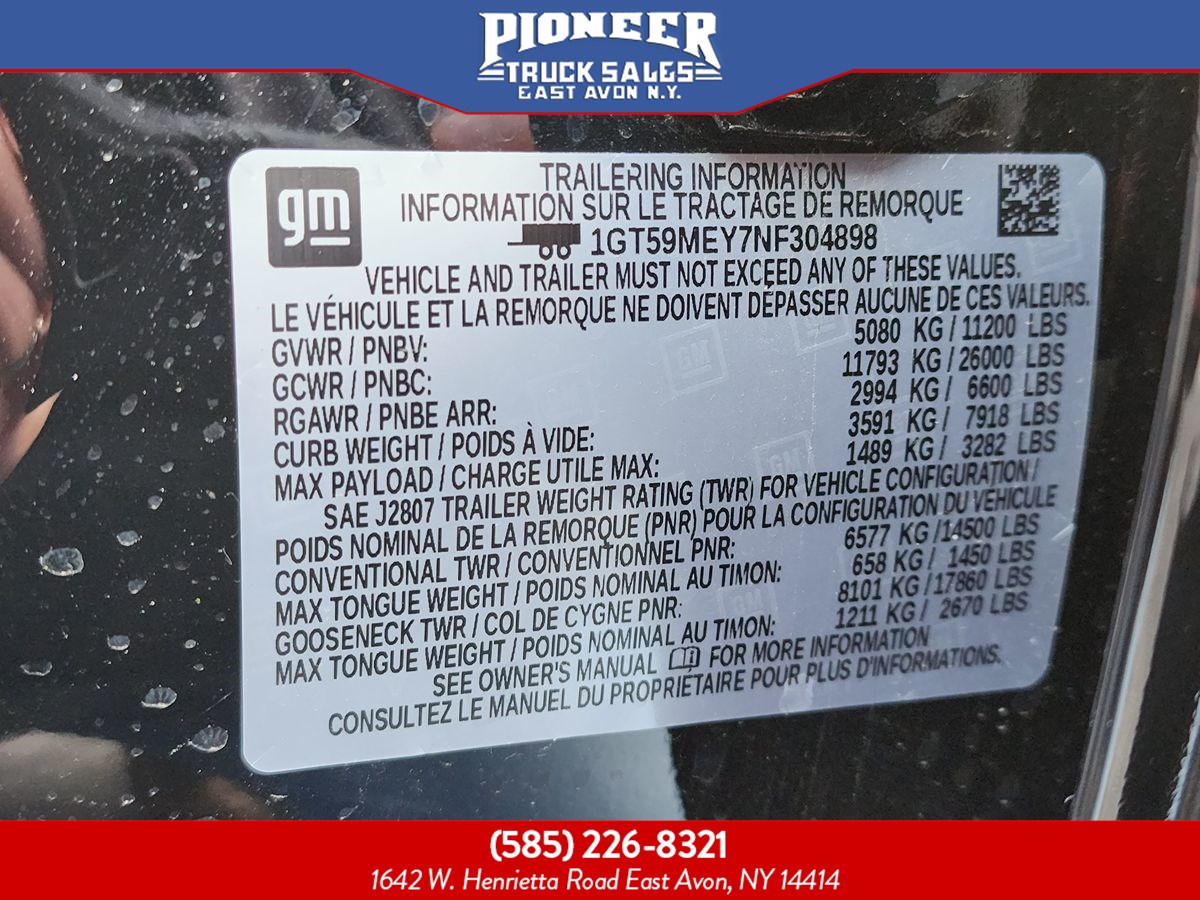 PIONEER
TRUCK SALES
EAST AVON N.Y.
gm
TRAILERING INFORMATION
INFORMATION SUR LE TRACTAGE DE REMORQUE
1GT59MEY7NF304898
VEHICLE AND TRAILER MUST NOT EXCEED ANY OF THESE VALUES.
LE VÉHICULE ET LA REMORQUE NE DOIVENT DÉPASSER AUCUNE DE CES VALEURS.
GVWR / PNBV: 5080 KG / 11200 LBS
GCWR / PNBC: 11793 KG / 26000 LBS
RGAWR / PNBE ARR: 2994 KG / 6600 LBS
CURB WEIGHT / POIDS À VIDE: 3591 KG / 7918 LBS
MAX PAYLOAD / CHARGE UTILE MAX: 1489 KG / 3282 LBS
SAE J2807 TRAILER WEIGHT RATING (TWR) FOR VEHICLE CONFIGURATION /
POIDS NOMINAL DE LA REMORQUE (PNR) POUR LA CONFIGURATION DU VEHICULE
CONVENTIONAL TWR / CONVENTIONNEL PNR: 6577 KG /14500 LBS
MAX TONGUE WEIGHT / POIDS NOMINAL AU TIMON: 658 KG / 1450 LBS
GOOSENECK TWR / COL DE CYGNE PNR: 8101 KG / 17860 LBS
MAX TONGUE WEIGHT / POIDS NOMINAL AU TIMON: 1211 KG / 2670 LBS
SEE OWNER'S MANUAL FOR MORE INFORMATION
CONSULTEZ LE MANUEL DU PROPRIÉTAIRE POUR PLUS D'INFORMATIONS.
(585) 226-8321
1642 W. Henrietta Road East Avon, NY 14414